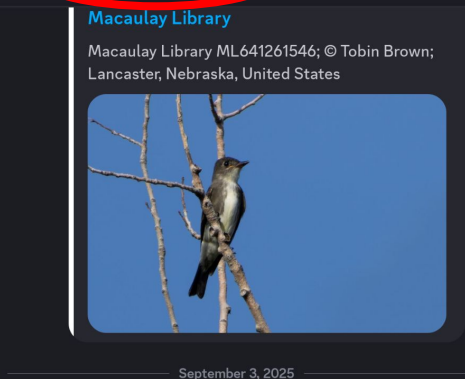 Macaulay Library
Macaulay Library ML641261546; © Tobin Brown;
Lancaster, Nebraska, United States
September 3, 2025